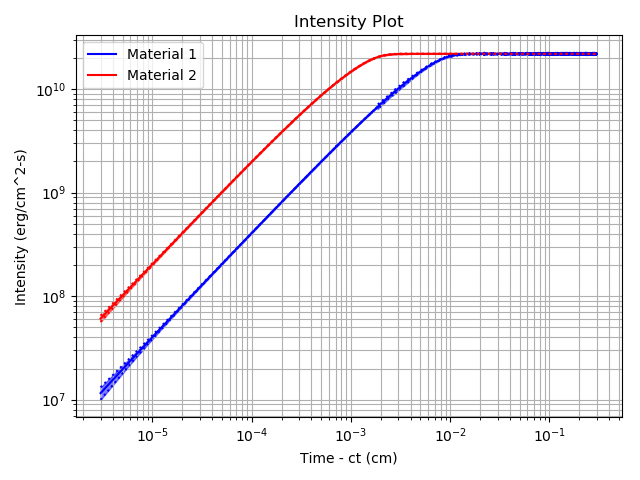 Intensity Plot
Material 1
Material 2
Intensity (erg/cm^2-s)
10^10
10^9
10^8
10^7
10^-5
10^-4
10^-3
10^-2
10^-1
Time - ct (cm)